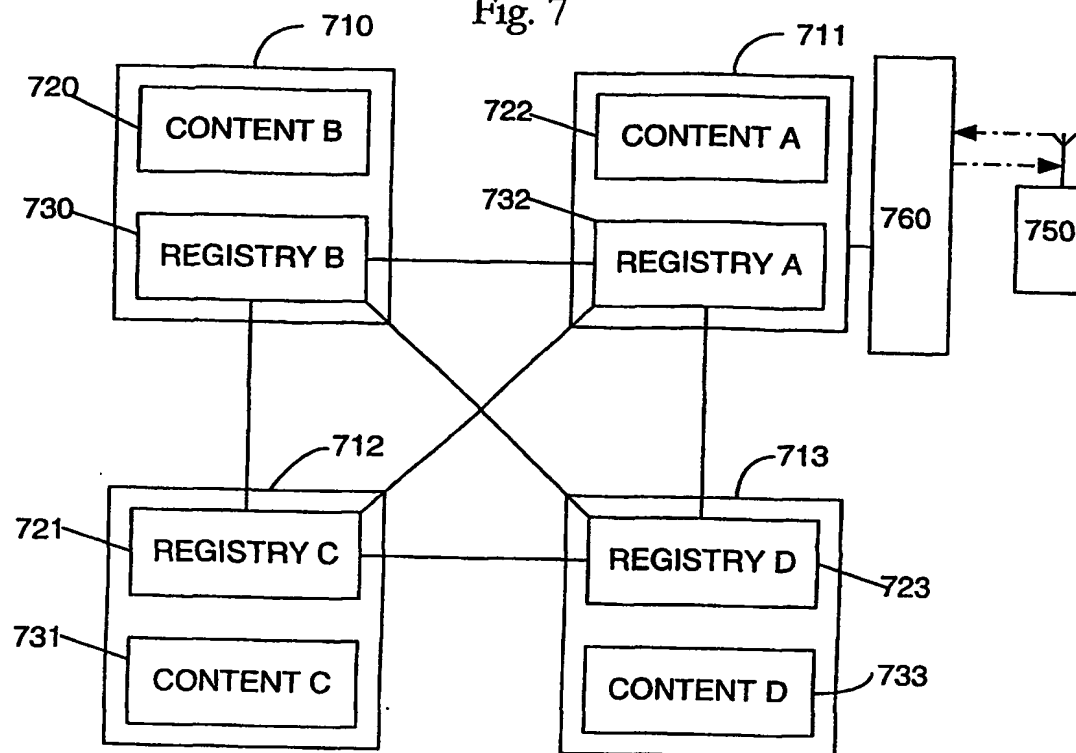 Fig. 7
710
711
720
CONTENT B
722
CONTENT A
730
REGISTRY B
732
REGISTRY A
760
750
712
713
721
REGISTRY C
REGISTRY D
723
731
CONTENT C
CONTENT D
733